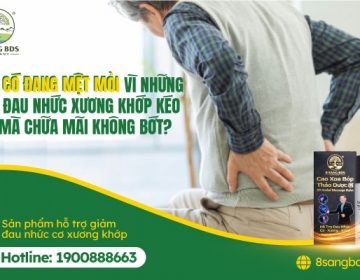 CÓ ĐANG MỆT MỎI VÌ NHỮNG
ĐAU NHỨC XƯƠNG KHỚP KÉO
MÀ CHỮA MÃI KHÔNG BỚT?
Cao Xoa Bóp
Thảo Dược
Sản phẩm hỗ trợ giảm
đau nhức cơ xương khớp
Hotline: 1900888663
8sangbd